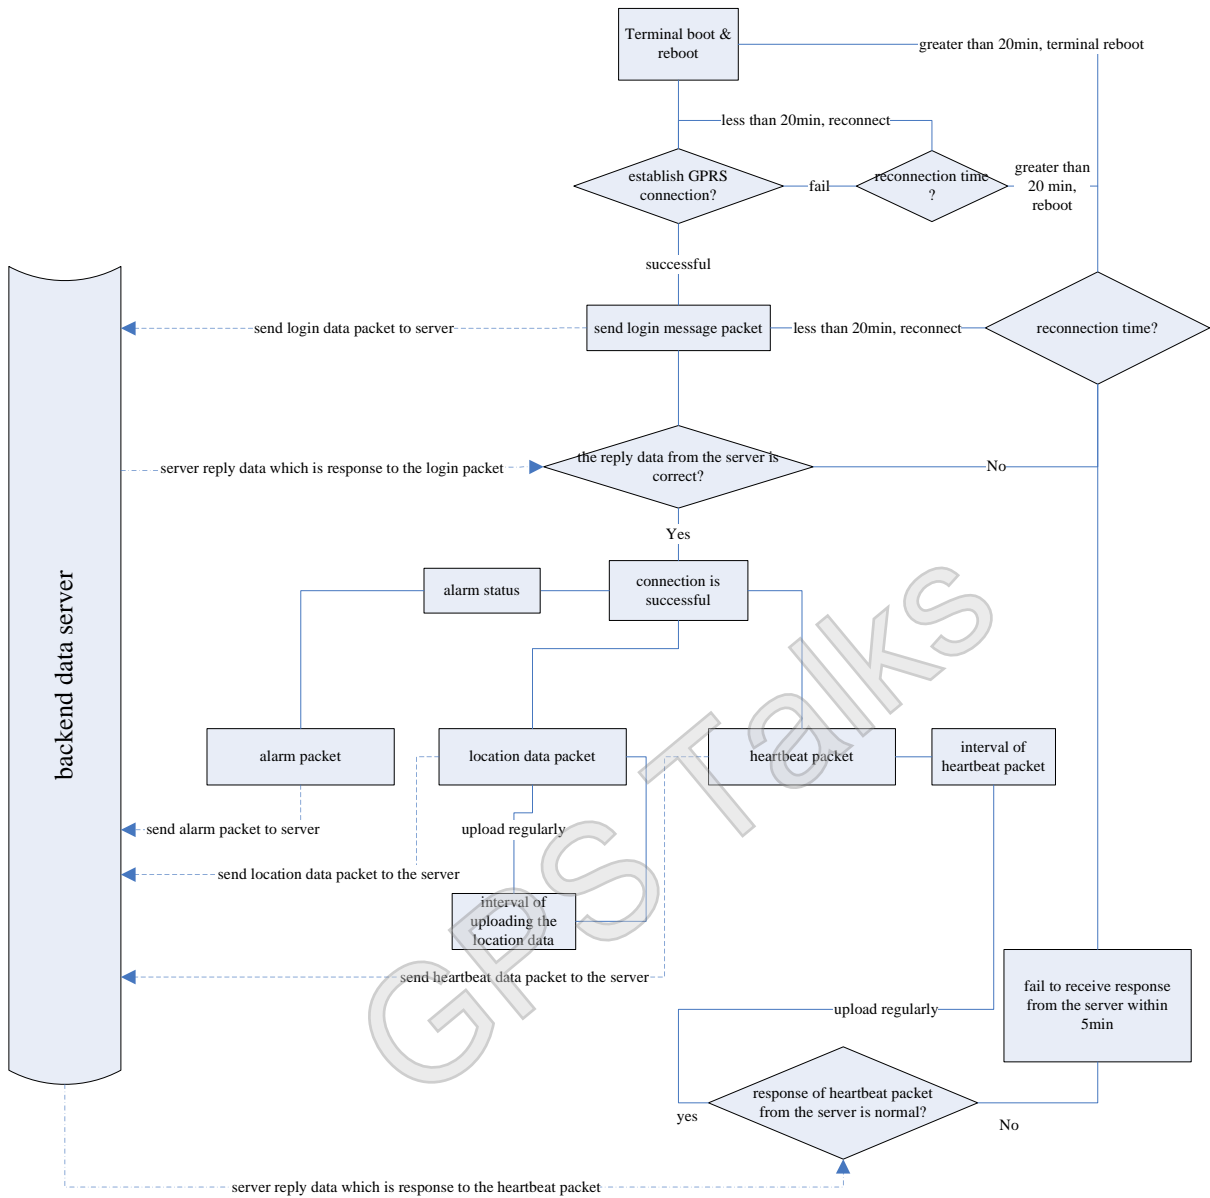 Terminal boot &
reboot
greater than 20min, terminal reboot
less than 20min, reconnect
establish GPRS
connection?
fail
reconnection time
?
greater than
20 min,
reboot
successful
send login data packet to server
send login message packet
less than 20min, reconnect
reconnection time?
server reply data which is response to the login packet
the reply data from the server is
correct?
No
Yes
backend data server
alarm status
connection is
successful
alarm packet
location data packet
heartbeat packet
interval of
heartbeat packet
send alarm packet to server
upload regularly
send location data packet to the server
interval of
uploading the
location data
send heartbeat data packet to the server
fail to receive response
from the server within
5min
upload regularly
response of heartbeat packet
from the server is normal?
yes
No
server reply data which is response to the heartbeat packet
GPS Talks